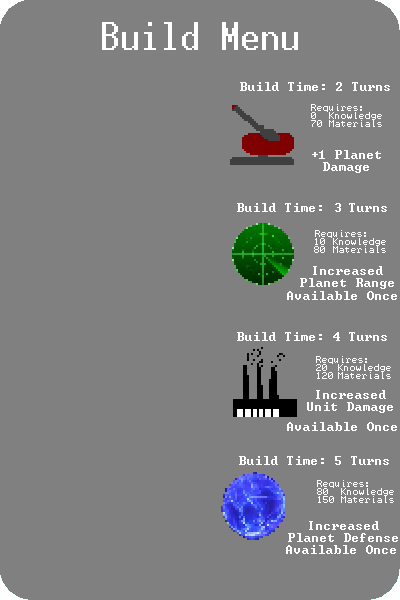 Build Menu
Build Time: 2 Turns
Requires:
0 Knowledge
70 Materials
+1 Planet
Damage
Build Time: 3 Turns
Requires:
10 Knowledge
80 Materials
Increased
Planet Range
Available Once
Build Time: 4 Turns
Requires:
20 Knowledge
120 Materials
Increased
Unit Damage
Available Once
Build Time: 5 Turns
Requires:
80 Knowledge
150 Materials
Increased
Planet Defense
Available Once